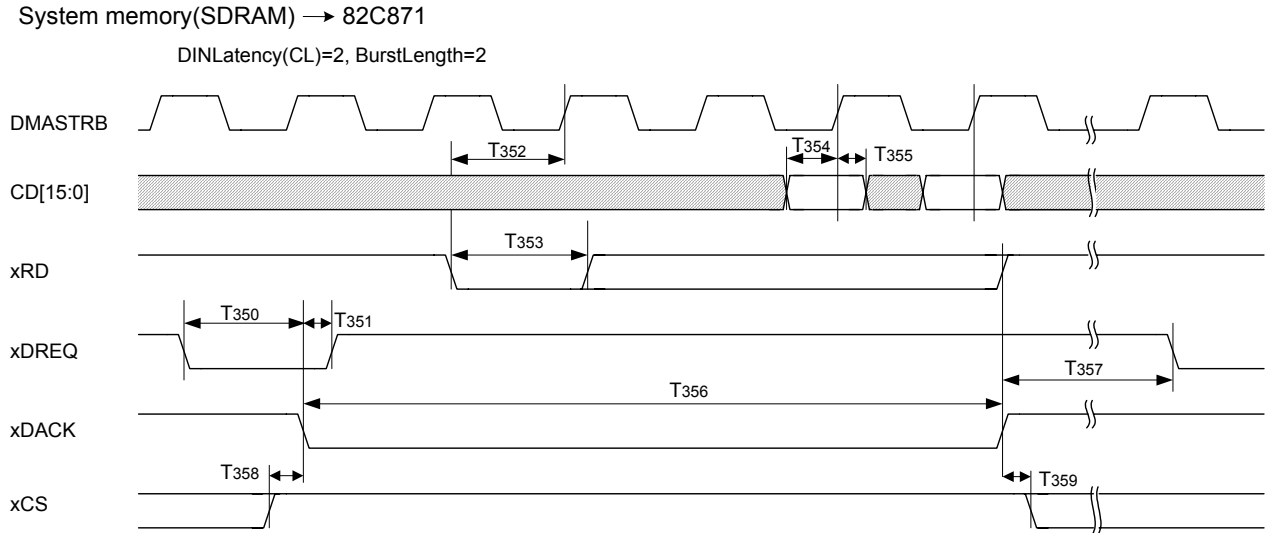 System memory(SDRAM) → 82C871
DINLatency(CL)=2, BurstLength=2
DMASTRB
T352
T354
T355
CD[15:0]
T353
xRD
T350
T351
xDREQ
T357
T356
xDACK
T358
T359
xCS